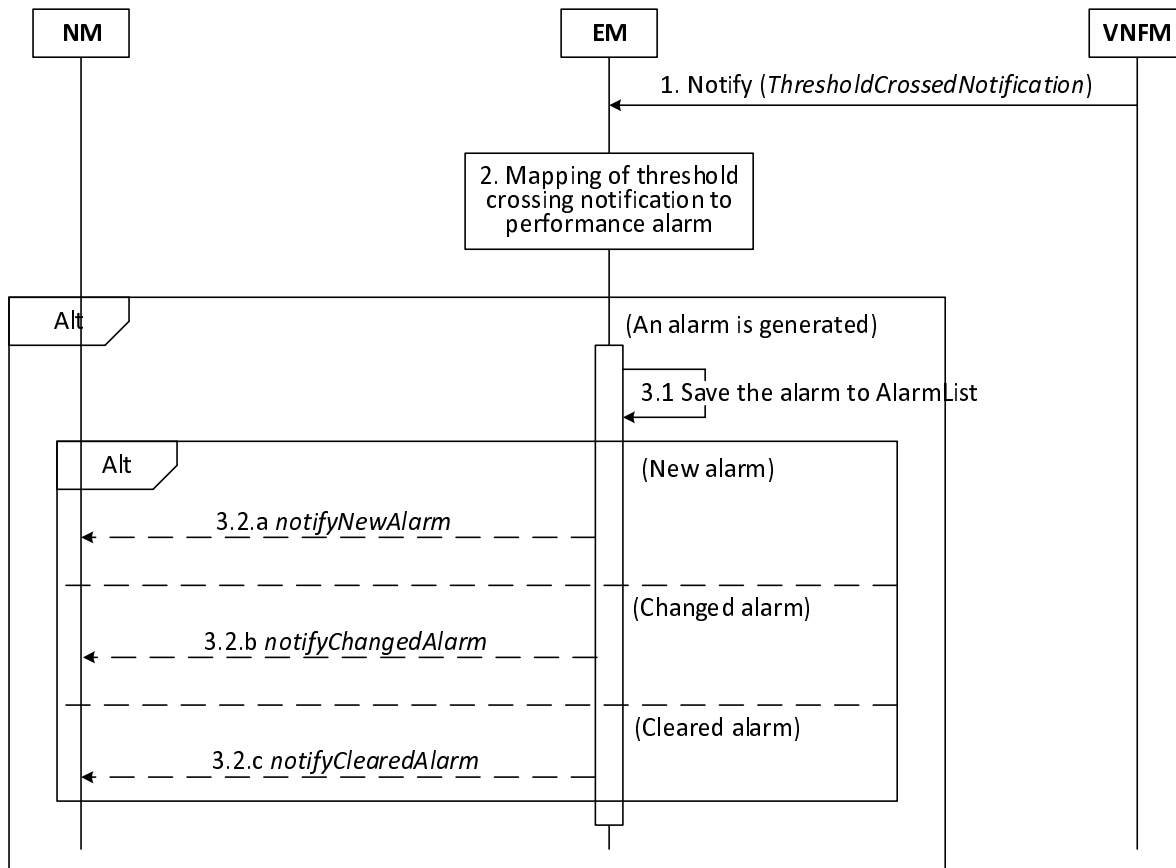 NM
EM
VNFM
1. Notify (ThresholdCrossedNotification)
2. Mapping of threshold
crossing notification to
performance alarm
Alt
(An alarm is generated)
3.1 Save the alarm to AlarmList
Alt
(New alarm)
3.2.a notifyNewAlarm
(Changed alarm)
3.2.b notifyChangedAlarm
(Cleared alarm)
3.2.c notifyClearedAlarm